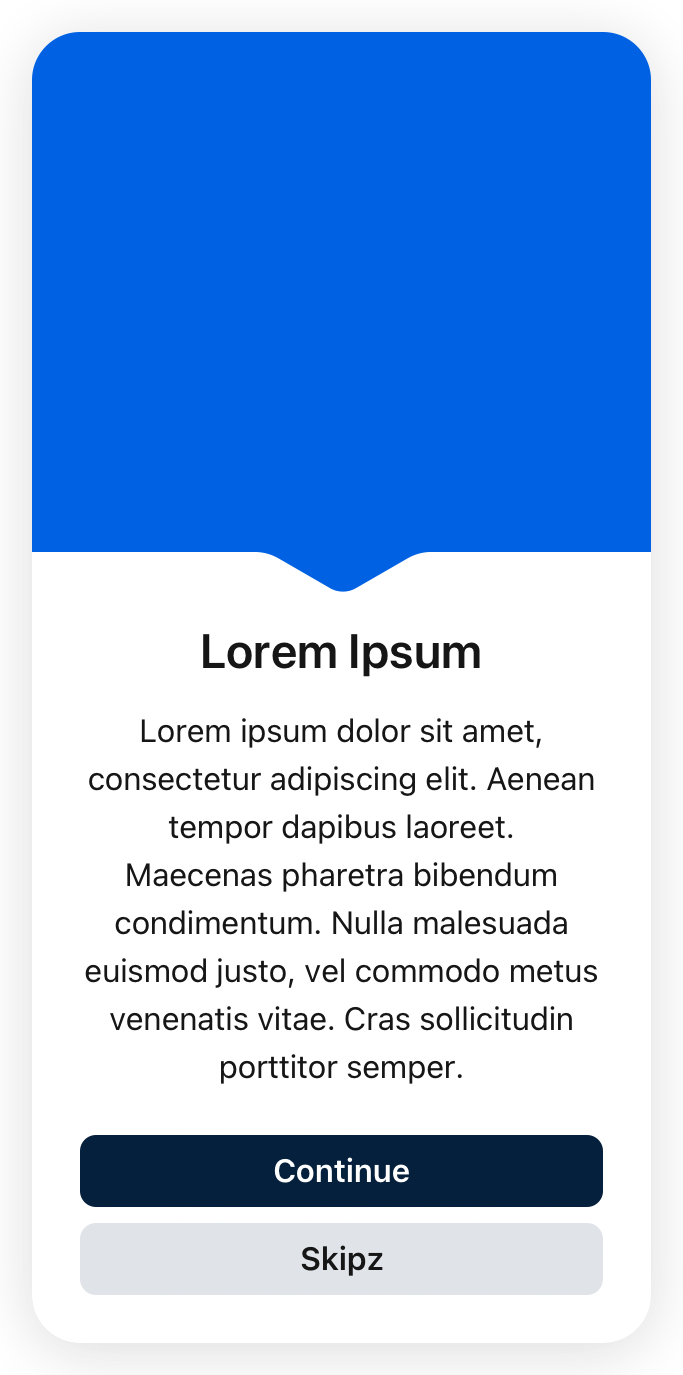 Lorem Ipsum
Lorem ipsum dolor sit amet,
consectetur adipiscing elit. Aenean
tempor dapibus laoreet.
Maecenas pharetra bibendum
condimentum. Nulla malesuada
euismod justo, vel commodo metus
venenatis vitae. Cras sollicitudin
porttitor semper.
Continue
Skipz